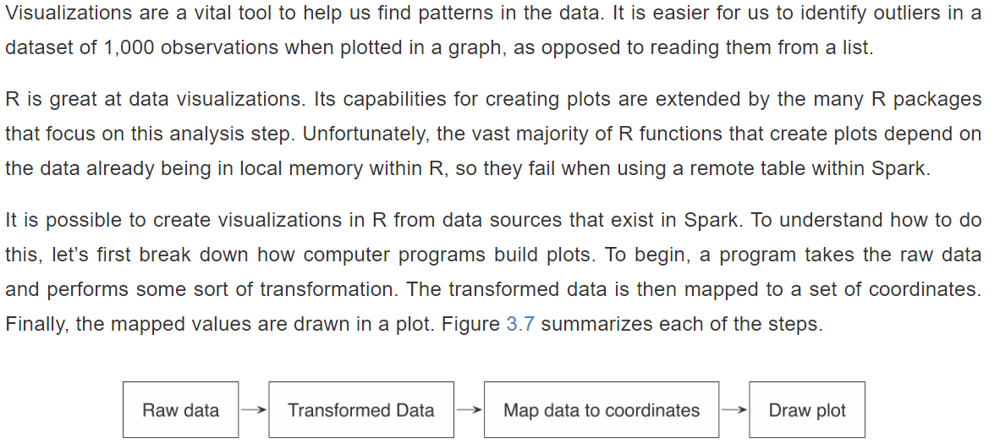 Visualizations are a vital tool to help us find patterns in the data. It is easier for us to identify outliers in a
dataset of 1,000 observations when plotted in a graph, as opposed to reading them from a list.
R is great at data visualizations. Its capabilities for creating plots are extended by the many R packages
that focus on this analysis step. Unfortunately, the vast majority of R functions that create plots depend on
the data already being in local memory within R, so they fail when using a remote table within Spark.
It is possible to create visualizations in R from data sources that exist in Spark. To understand how to do
this, let’s first break down how computer programs build plots. To begin, a program takes the raw data
and performs some sort of transformation. The transformed data is then mapped to a set of coordinates.
Finally, the mapped values are drawn in a plot. Figure 3.7 summarizes each of the steps.
Raw data
Transformed Data
Map data to coordinates
Draw plot